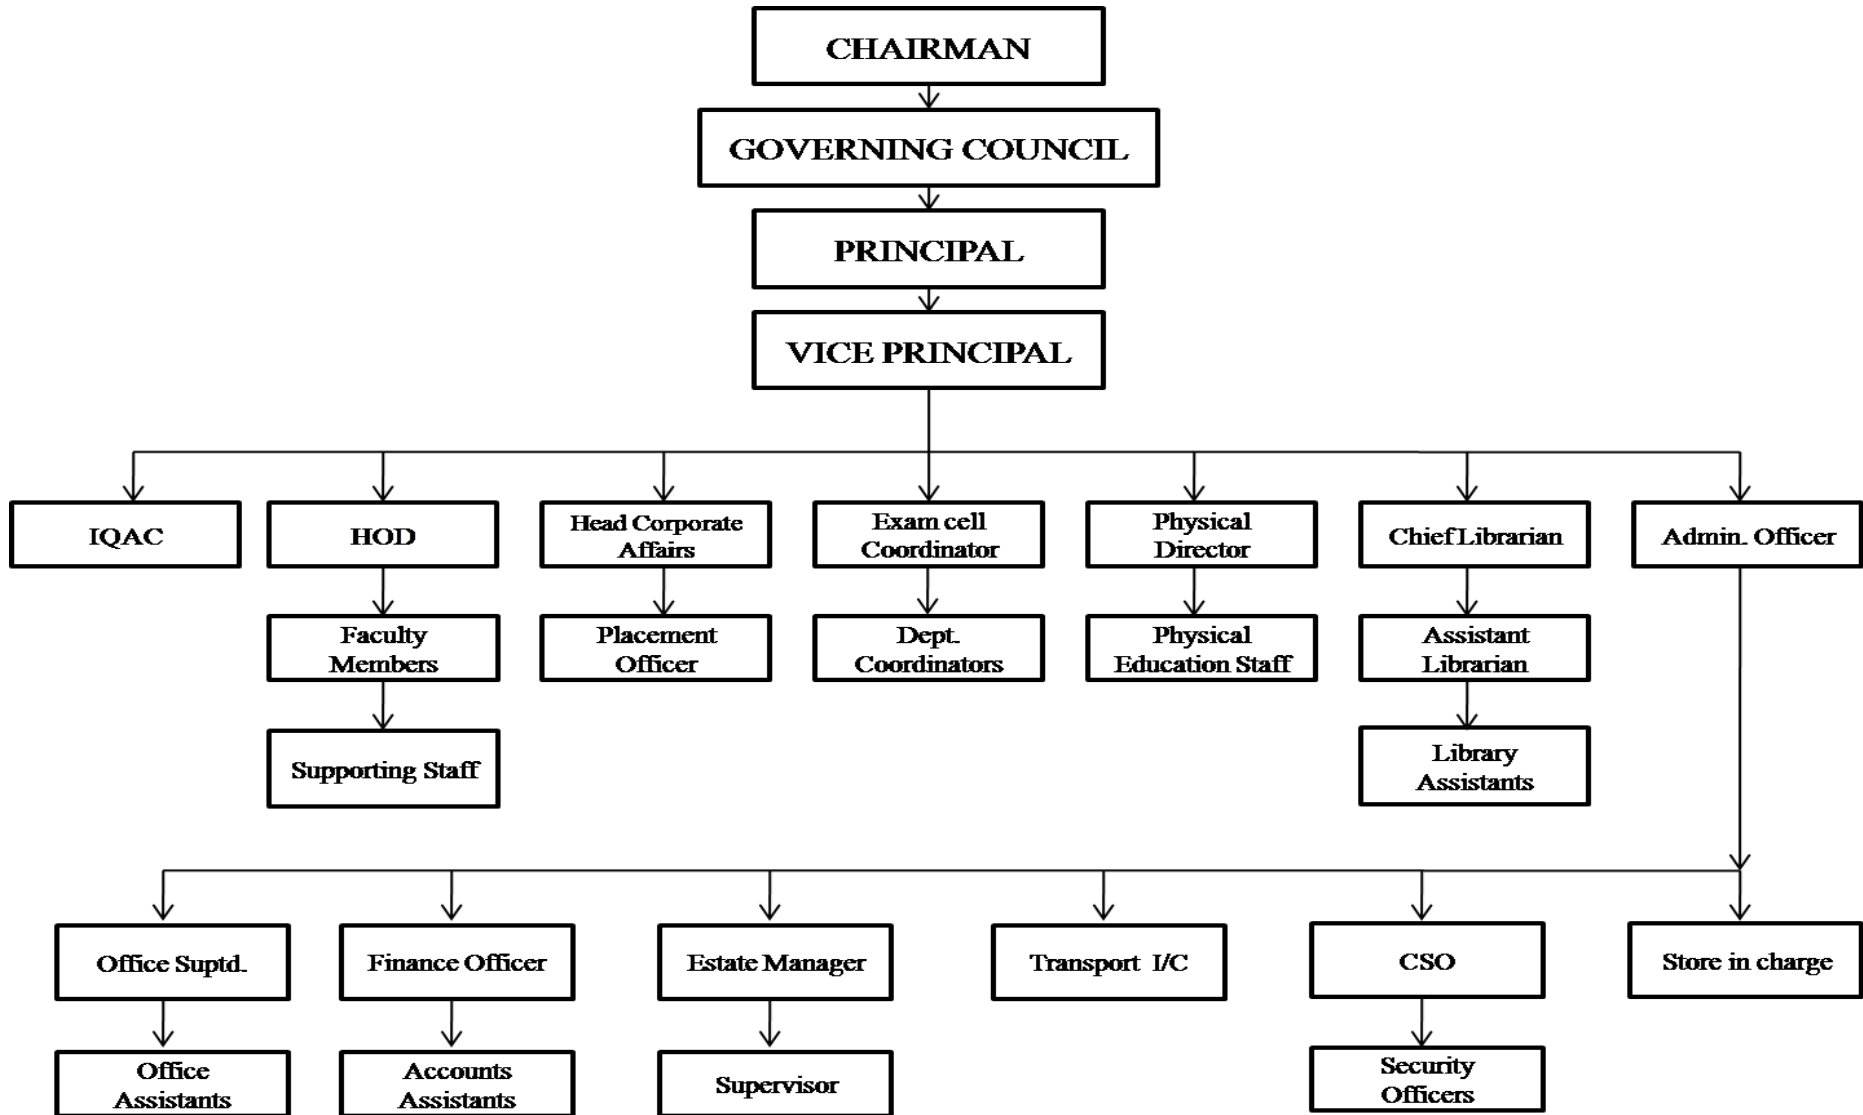 CHAIRMAN
GOVERNING COUNCIL
PRINCIPAL
VICE PRINCIPAL
IQAC
HOD
Head Corporate
Affairs
Exam cell
Coordinator
Physical
Director
Chief Librarian
Admin. Officer
Faculty
Members
Placement
Officer
Dept.
Coordinators
Physical
Education Staff
Assistant
Librarian
Supporting Staff
Library
Assistants
Office Suptd.
Finance Officer
Estate Manager
Transport I/C
CSO
Store in charge
Office
Assistants
Accounts
Assistants
Supervisor
Security
Officers